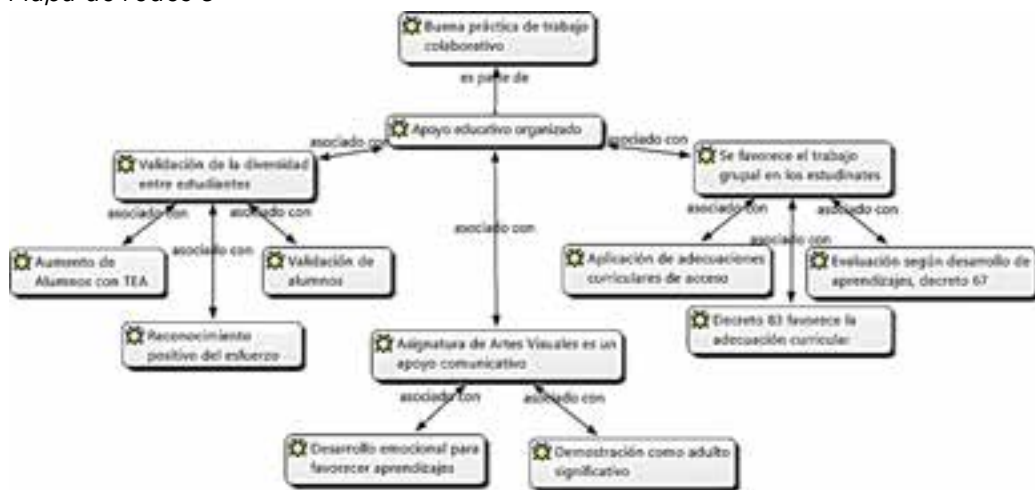 Buena práctica de trabajo
colaborativo
es parte de
Apoyo educativo organizado
asociado con
asociado con
Validación de la diversidad
entre estudiantes
Se favorece el trabajo
grupal en los estudinates
asociado con
asociado con
asociado con
asociado con
asociado con
asociado con
asociado con
Aumento de
Alumnos con TEA
Validación de
alumnos
Aplicación de adecuaciones
curriculares de acceso
Evaluación según desarrollo de
aprendizajes, decreto 67
Reconocimiento
positivo del esfuerzo
Asignatura de Artes Visuales es un
apoyo comunicativo
Decreto 83 favorece la
adecuación curricular
asociado con
asociado con
Desarrollo emocional para
favorecer aprendizajes
Demostración como adulto
significativo